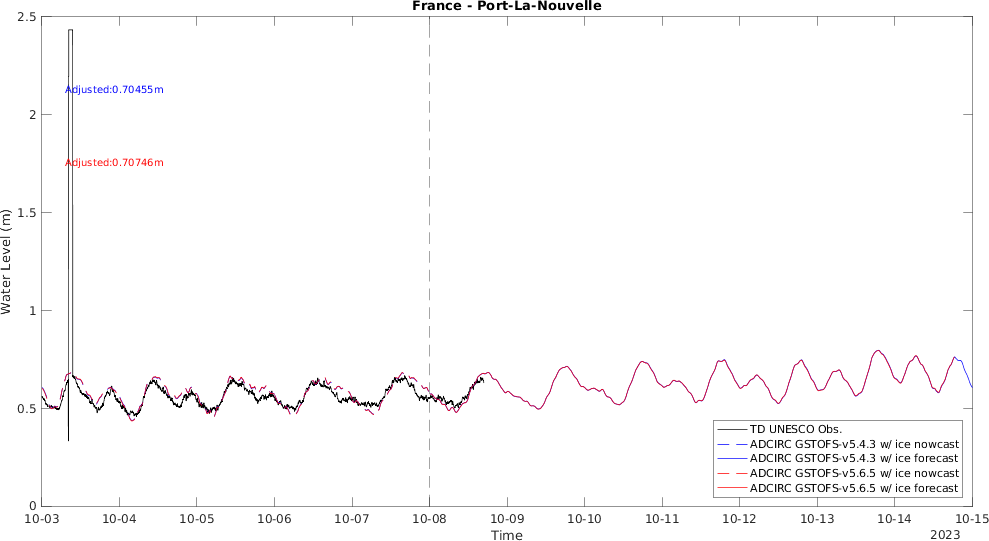 France - Port-La-Nouvelle
2.5
Adjusted:0.70455m
2
Adjusted:0.70746m
1.5
Water Level (m)
1
0.5
TD UNESCO Obs.
ADCIRC GSTOFS-v5.4.3 w/ ice nowcast
ADCIRC GSTOFS-v5.4.3 w/ ice forecast
ADCIRC GSTOFS-v5.6.5 w/ ice nowcast
ADCIRC GSTOFS-v5.6.5 w/ ice forecast
0
10-03 10-04 10-05 10-06 10-07 10-08 10-09 10-10 10-11 10-12 10-13 10-14 10-15
Time
2023